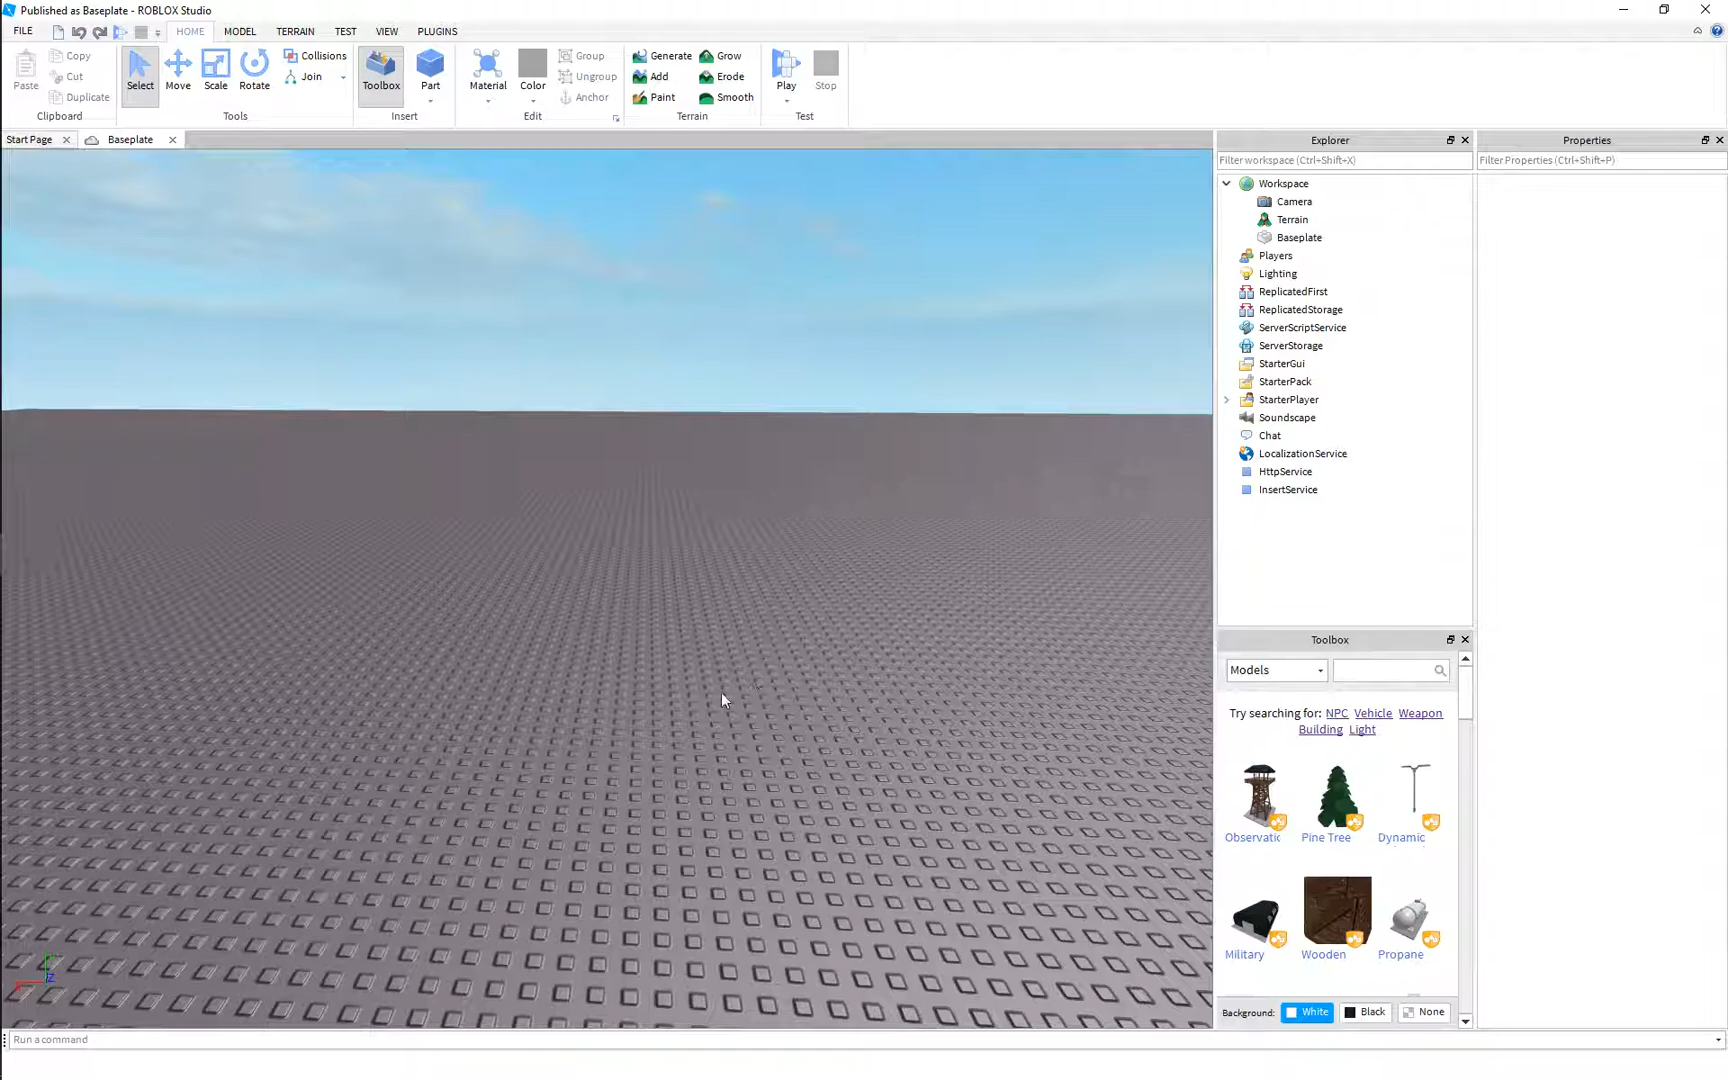 Published as Baseplate - ROBLOX Studio
FILE HOME MODEL TERRAIN TEST VIEW PLUGINS
Paste
Copy
Cut
Duplicate
Clipboard
Select
Move
Scale
Rotate
Collisions
Join
Tools
Toolbox
Part
Insert
Material
Color
Group
Ungroup
Anchor
Edit
Generate
Add
Paint
Grow
Erode
Smooth
Terrain
Play
Stop
Test
Start Page
Baseplate
Explorer
Filter workspace (Ctrl+Shift+X)
Workspace
Camera
Terrain
Baseplate
Players
Lighting
ReplicatedFirst
ReplicatedStorage
ServerScriptService
ServerStorage
StarterGui
StarterPack
StarterPlayer
Soundscape
Chat
LocalizationService
HttpService
InsertService
Properties
Filter Properties (Ctrl+Shift+P)
Toolbox
Models
Try searching for: NPC Vehicle Weapon
Building Light
Observatic
Pine Tree
Dynamic
Military
Wooden
Propane
Background: White Black None
Run a command